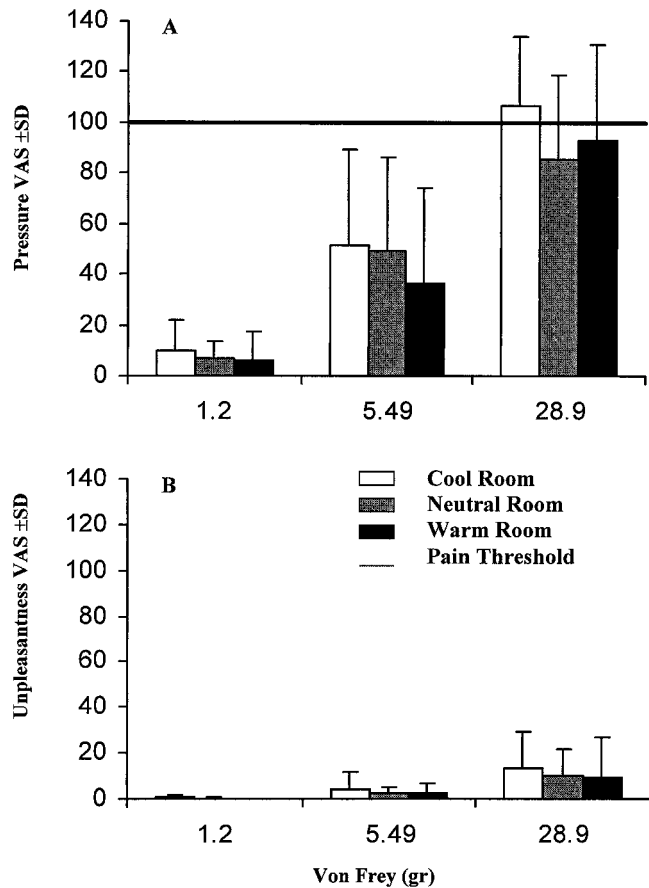 A
Pressure VAS ±SD
140
120
100
80
60
40
20
0
1.2 5.49 28.9
B
Unpleasantness VAS ±SD
140
120
100
80
60
40
20
0
Cool Room
Neutral Room
Warm Room
Pain Threshold
1.2 5.49 28.9
Von Frey (gr)